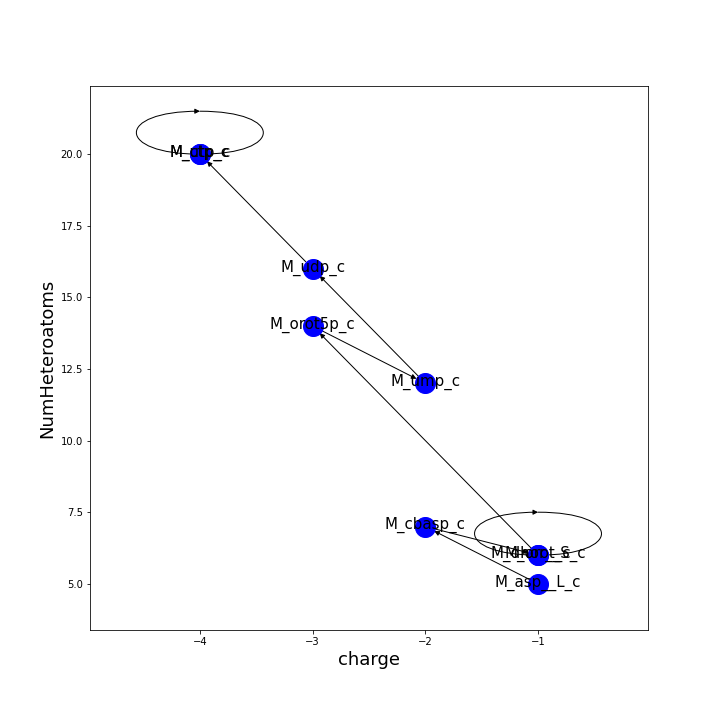 20.0
17.5
M_udp_c
15.0
M_orot5p_c
12.5
M_ump_c
NumHeteroatoms
10.0
7.5
M_cbasp_c
5.0
M_asp__L_c
−4
−3
−2
−1
charge